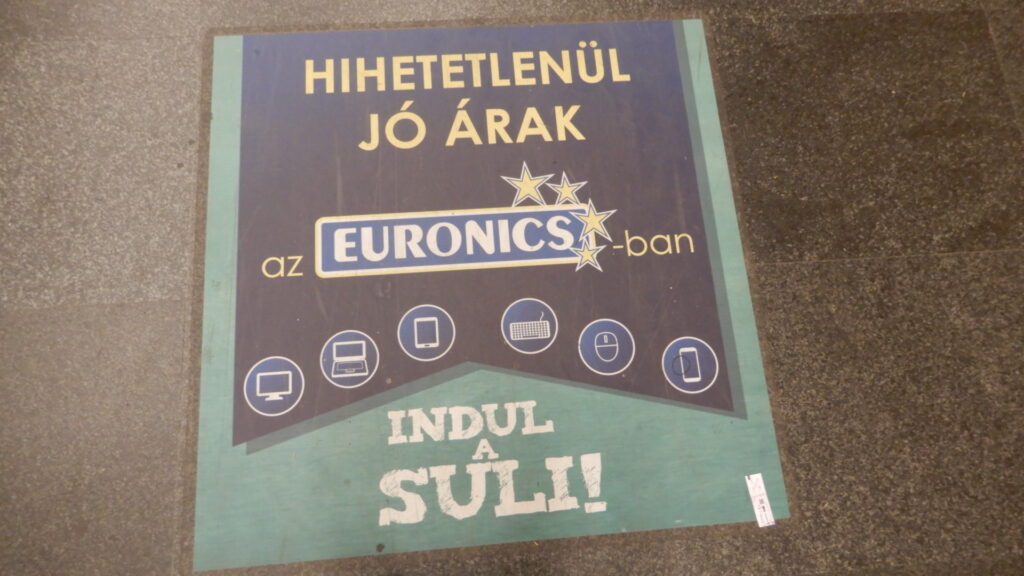 HIHETETLENÜL
JÓ ÁRAK
az EURONICS -ban
INDUL
A
SULI!